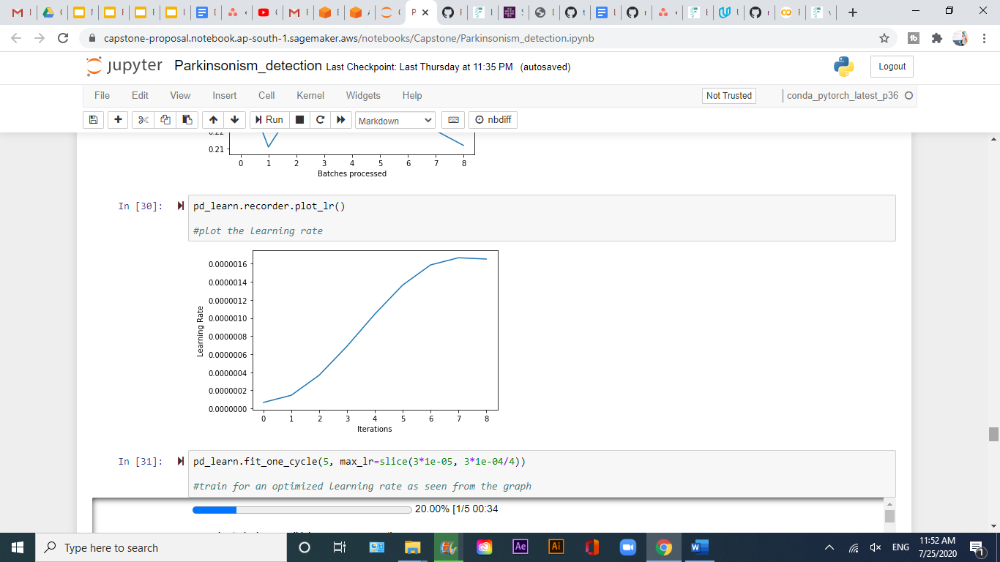 capstone-proposal.notebook.ap-south-1.sagemaker.aws/notebooks/Capstone/Parkinsonism_detection.ipynb
jupyter Parkinsonism_detection Last Checkpoint: Last Thursday at 11:35 PM (autosaved)
Logout
File Edit View Insert Cell Kernel Widgets Help
Not Trusted
conda_pytorch_latest_p36
Run
Markdown
nbdiff
0.22
0.21
0 1 2 3 4 5 6 7 8
Batches processed
In [30]:
pd_learn.recorder.plot_lr()
#plot the learning rate
0.0000016
0.0000014
0.0000012
0.0000010
0.0000008
0.0000006
0.0000004
0.0000002
0.0000000
Learning Rate
0 1 2 3 4 5 6 7 8
Iterations
In [31]:
pd_learn.fit_one_cycle(5, max_lr=slice(3*1e-05, 3*1e-04/4))
#train for an optimized learning rate as seen from the graph
20.00% [1/5 00:34
Type here to search
Ae
Ai
ENG
11:52 AM
7/25/2020
1